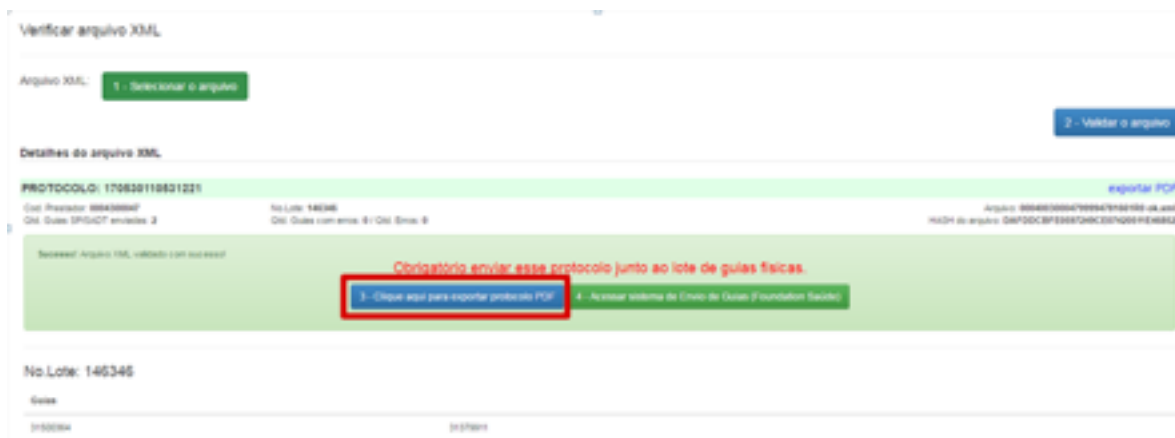 Verificar arquivo XML
Arquivo XML: 1 - Selecionar o arquivo
2 - Validar o arquivo
Detalhes do arquivo XML
PROTOCOLO: 170530110531221 exportar PDF
Cod. Prestador: No.Lote: 146346 Arquivo:
Qtd. Guias SP/SADT enviadas: 2 Qtd. Guias com erros: 0 / Qtd. Erros: 0 HASH do arquivo:
Sucesso! Arquivo XML validado com sucesso!
Obrigatório enviar esse protocolo junto ao lote de guias físicas.
3 - Clique aqui para exportar protocolo PDF 4 - Acessar sistema de Envio de Guias (Foundation Saúde)
No.Lote: 146346
Guias